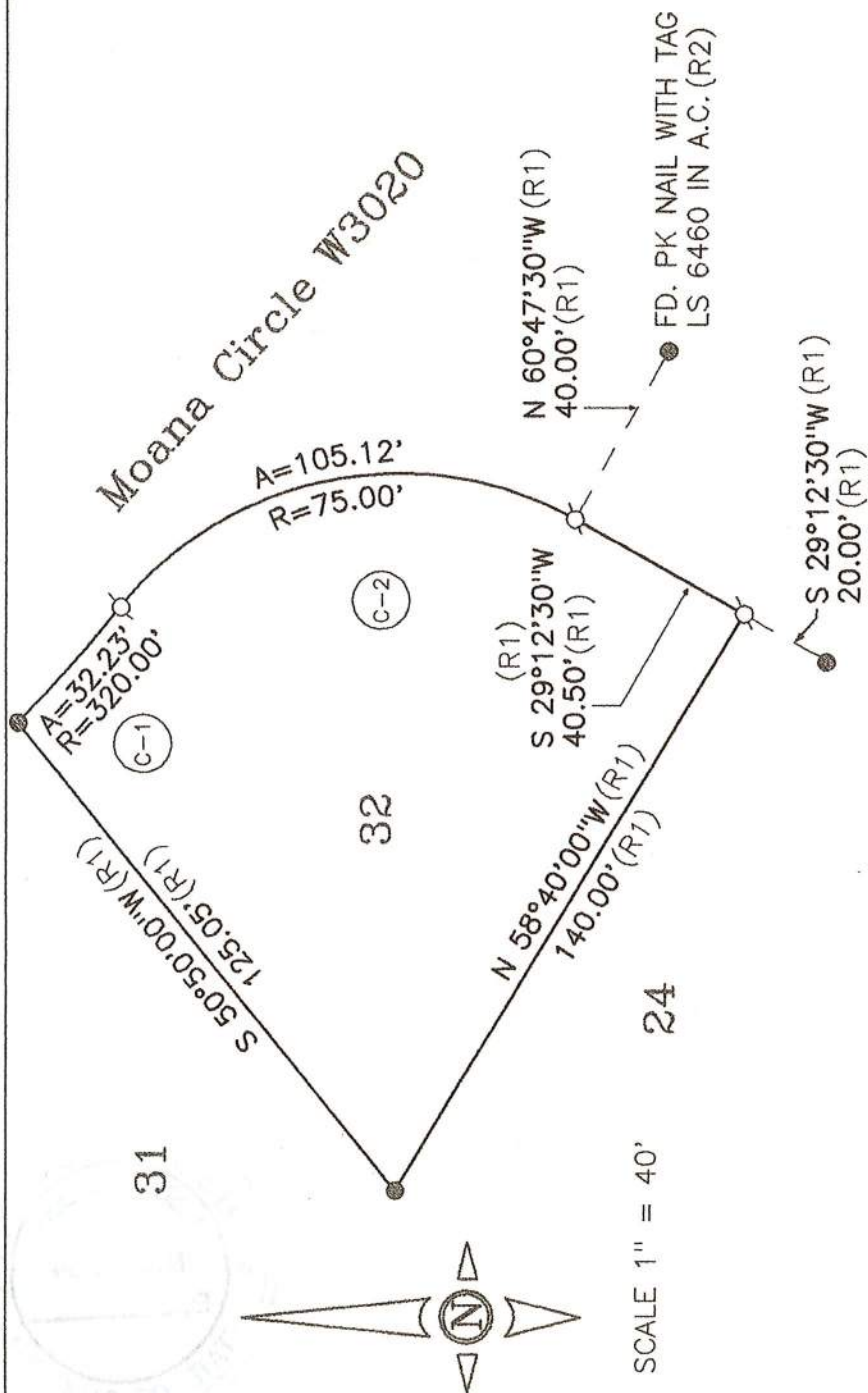 Moana Circle W3020
A=32.23'
R=320.00'
C-1
A=105.12'
R=75.00'
C-2
S 50°50'00"W (R1)
125.05' (R1)
31
32
N 60°47'30"W (R1)
40.00' (R1)
FD. PK NAIL WITH TAG
LS 6460 IN A.C. (R2)
(R1)
S 29°12'30"W
40.50' (R1)
N 58°40'00"W (R1)
140.00' (R1)
24
S 29°12'30"W (R1)
20.00' (R1)
N
SCALE 1" = 40'